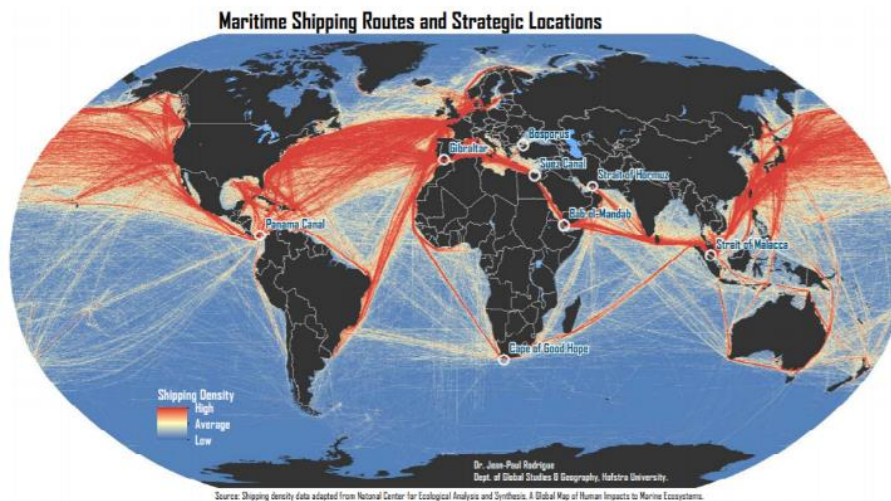 Maritime Shipping Routes and Strategic Locations
Bosporus
Gibraltar
Suez Canal
Strait of Hormuz
Bab el-Mandab
Panama Canal
Strait of Malacca
Cape of Good Hope
Shipping Density
High
Average
Low
Dr. Jean-Paul Rodrigue
Dept. of Global Studies & Geography, Hofstra University.
Source: Shipping density data adapted from National Center for Ecological Analysis and Synthesis, A Global Map of Human Impacts to Marine Ecosystems.